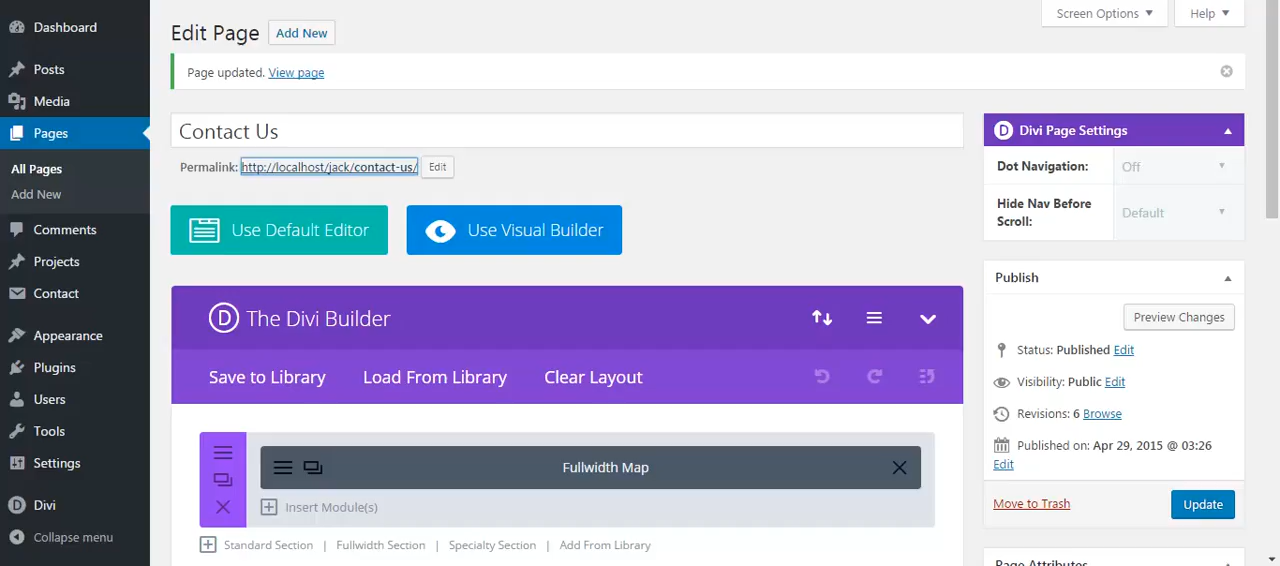 Dashboard
Posts
Media
Pages
All Pages
Add New
Comments
Projects
Contact
Appearance
Plugins
Users
Tools
Settings
Divi
Collapse menu
Screen Options
Help
Edit Page Add New
Page updated. View page
Contact Us
Permalink: http://localhost/jack/contact-us/ Edit
Use Default Editor Use Visual Builder
D The Divi Builder
Save to Library Load From Library Clear Layout
Fullwidth Map
Insert Module(s)
Standard Section | Fullwidth Section | Specialty Section | Add From Library
D Divi Page Settings
Dot Navigation: Off
Hide Nav Before
Scroll: Default
Publish
Preview Changes
Status: Published Edit
Visibility: Public Edit
Revisions: 6 Browse
Published on: Apr 29, 2015 @ 03:26
Edit
Move to Trash Update
Page Attributes